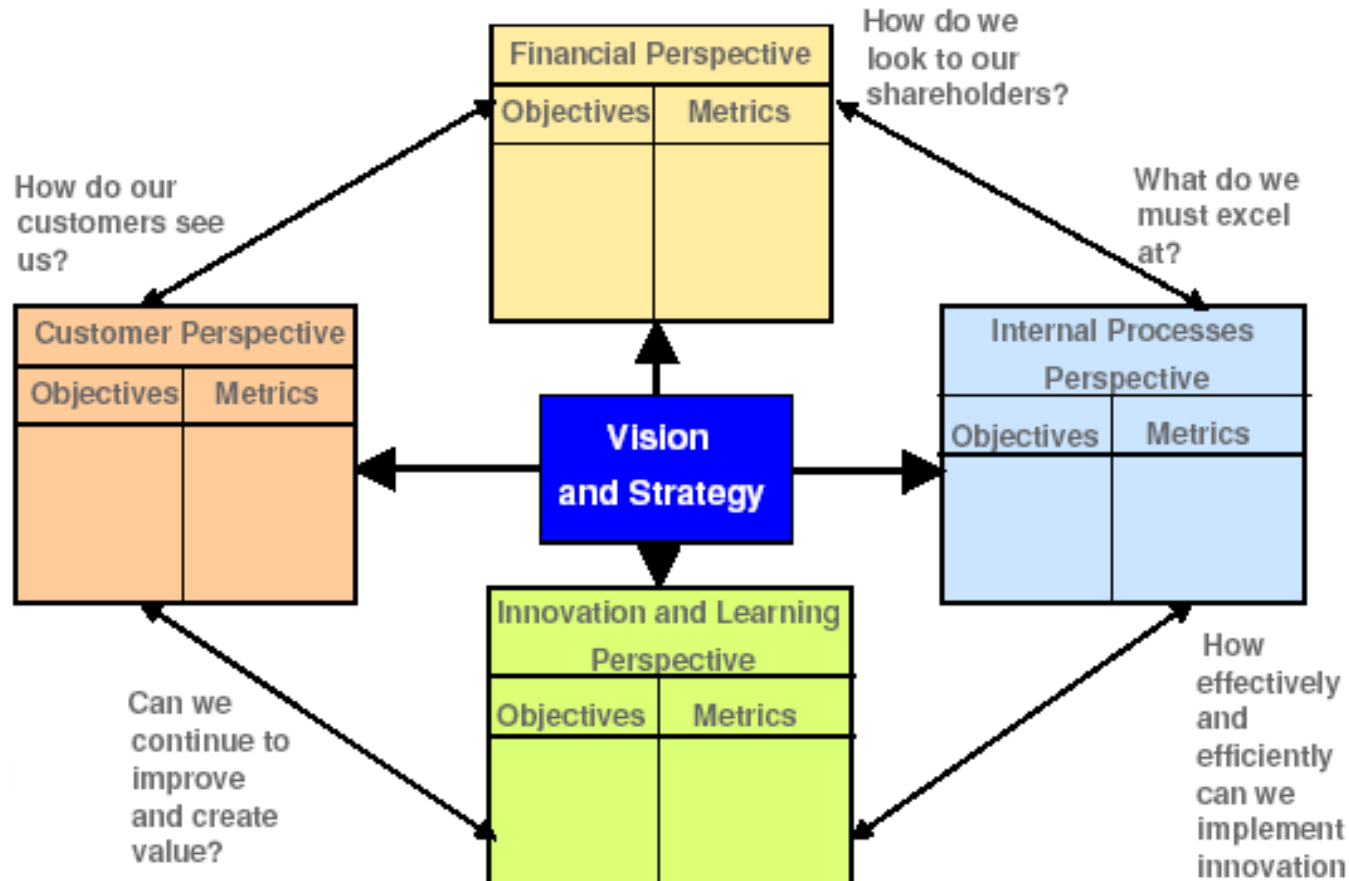 How do we
look to our
shareholders?
Financial Perspective
Objectives
Metrics
How do our
customers see
us?
What do we
must excel
at?
Customer Perspective
Objectives
Metrics
Vision
and Strategy
Internal Processes
Perspective
Objectives
Metrics
Innovation and Learning
Perspective
Objectives
Metrics
Can we
continue to
improve
and create
value?
How
effectively
and
efficiently
can we
implement
innovation